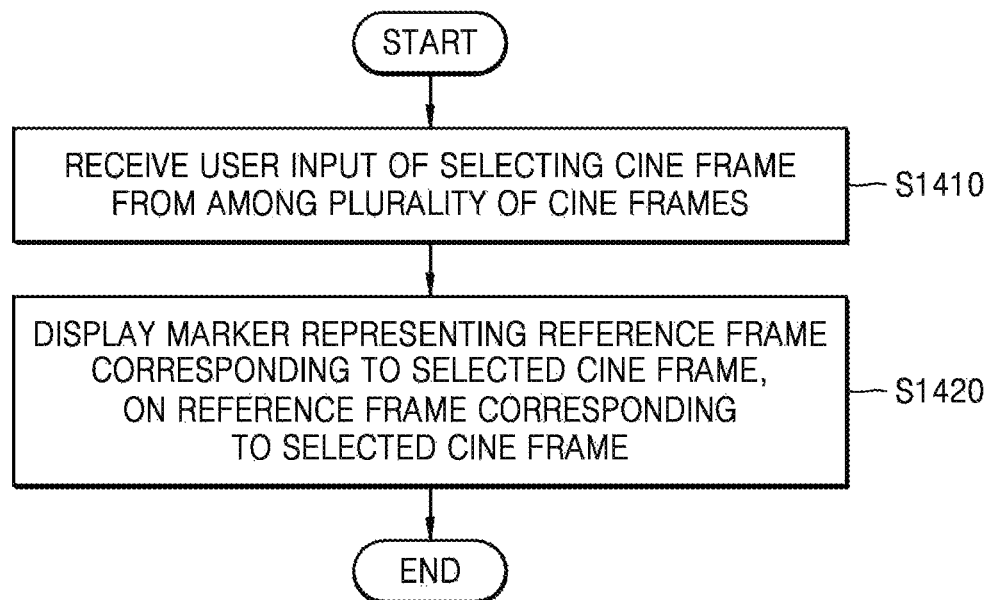 START
RECEIVE USER INPUT OF SELECTING CINE FRAME
FROM AMONG PLURALITY OF CINE FRAMES
S1410
DISPLAY MARKER REPRESENTING REFERENCE FRAME
CORRESPONDING TO SELECTED CINE FRAME,
ON REFERENCE FRAME CORRESPONDING
TO SELECTED CINE FRAME
S1420
END